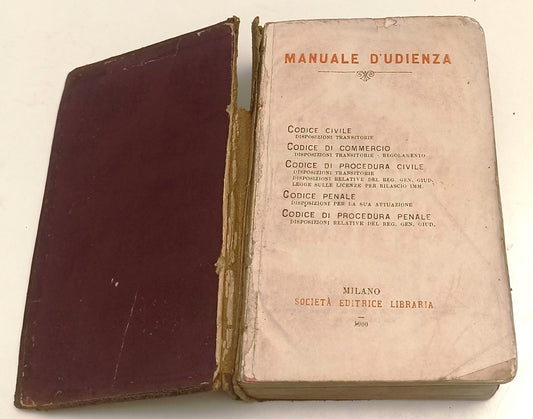 MANUALE D'UDIENZA
CODICE CIVILE
DISPOSIZIONI TRANSITORIE
CODICE DI COMMERCIO
DISPOSIZIONI TRANSITORIE - REGOLAMENTO
CODICE DI PROCEDURA CIVILE
DISPOSIZIONI TRANSITORIE
DISPOSIZIONI RELATIVE DEL REG. GEN. GIUD.
LEGGE SULLE LICENZE PER RILASCIO IMM.
CODICE PENALE
DISPOSIZIONI PER LA SUA ATTUAZIONE
CODICE DI PROCEDURA PENALE
DISPOSIZIONI RELATIVE DEL REG. GEN. GIUD.
MILANO
SOCIETÀ EDITRICE LIBRARIA
1900